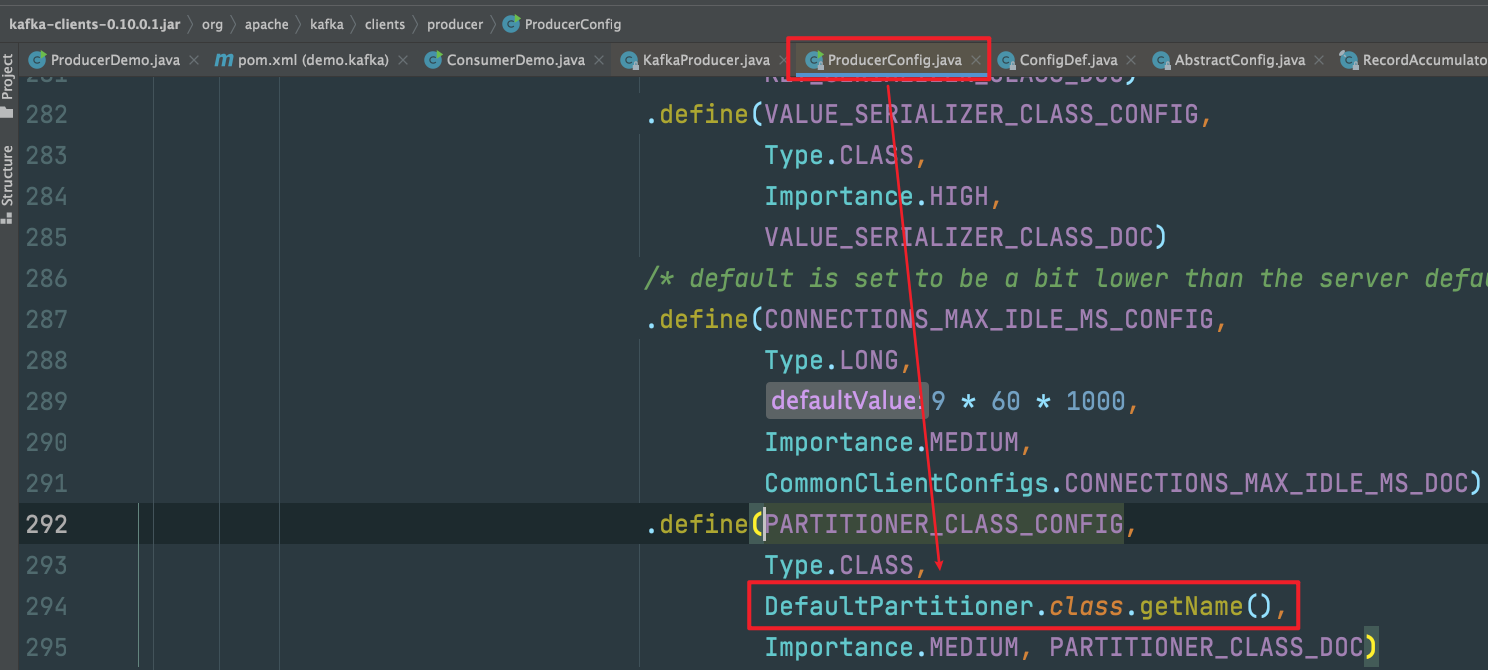 kafka-clients-0.10.0.1.jar org apache kafka clients producer ProducerConfig
ProducerDemo.java pom.xml (demo.kafka) ConsumerDemo.java KafkaProducer.java ProducerConfig.java ConfigDef.java AbstractConfig.java RecordAccumulato
Project
Structure
281 KEY_SERIALIZER_CLASS_DOC)
282 .define(VALUE_SERIALIZER_CLASS_CONFIG,
283 Type.CLASS,
284 Importance.HIGH,
285 VALUE_SERIALIZER_CLASS_DOC)
286 /* default is set to be a bit lower than the server defau
287 .define(CONNECTIONS_MAX_IDLE_MS_CONFIG,
288 Type.LONG,
289 defaultValue: 9 * 60 * 1000,
290 Importance.MEDIUM,
291 CommonClientConfigs.CONNECTIONS_MAX_IDLE_MS_DOC)
292 .define(PARTITIONER_CLASS_CONFIG,
293 Type.CLASS,
294 DefaultPartitioner.class.getName(),
295 Importance.MEDIUM, PARTITIONER_CLASS_DOC)